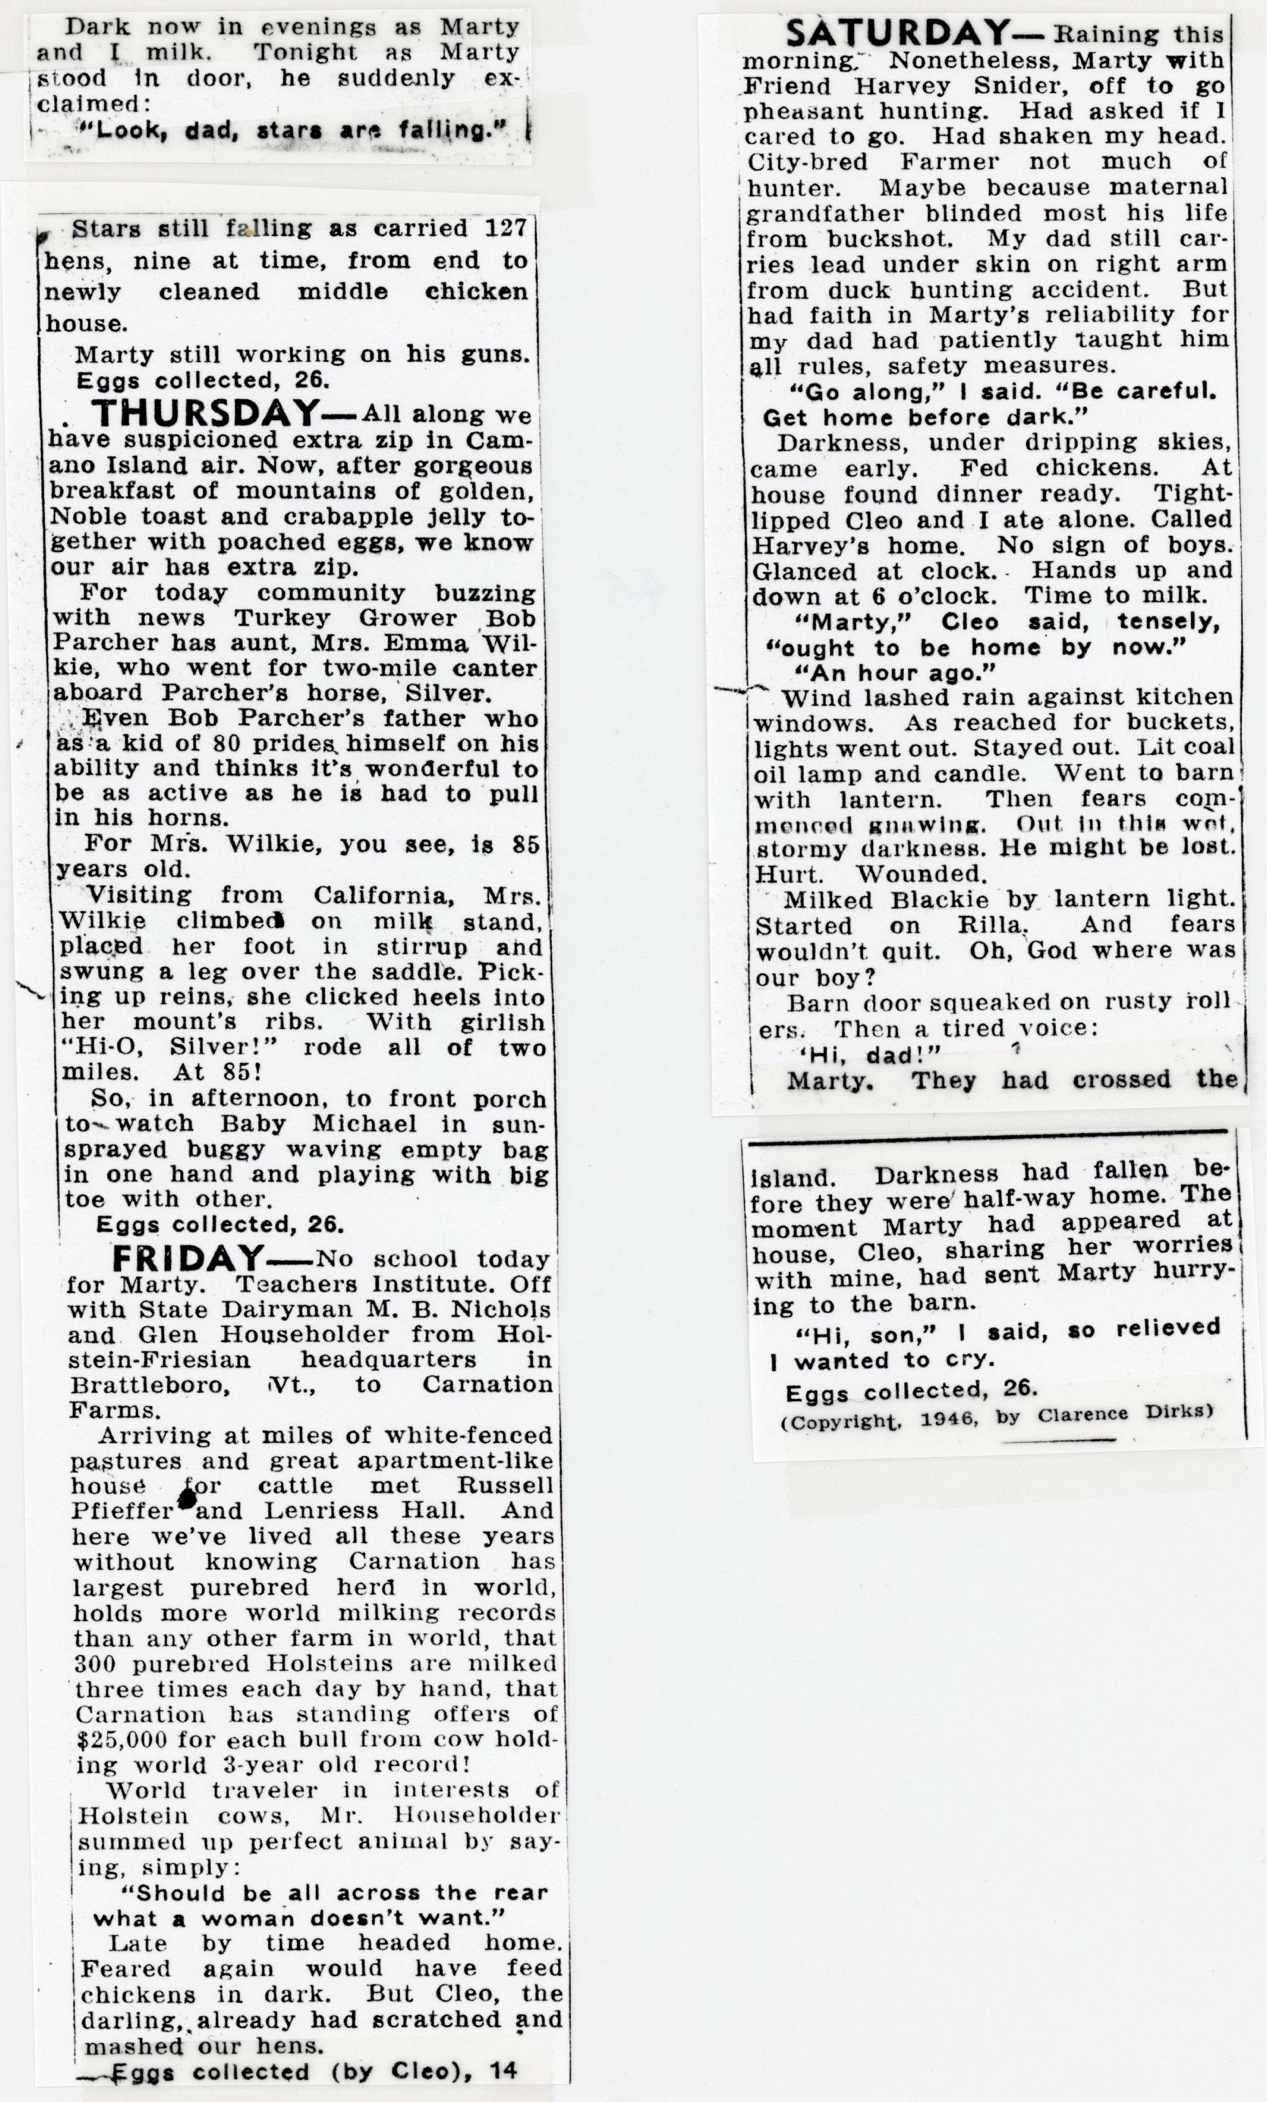 Dark now in evenings as Marty
and I milk. Tonight as Marty
stood in door, he suddenly ex-
claimed:
"Look, dad, stars are falling."
Stars still falling as carried 127
hens, nine at time, from end to
newly cleaned middle chicken
house.
Marty still working on his guns.
Eggs collected, 26.
THURSDAY—All along we
have suspicioned extra zip in Cam-
ano Island air. Now, after gorgeous
breakfast of mountains of golden,
Noble toast and crabapple jelly to-
gether with poached eggs, we know
our air has extra zip.
For today community buzzing
with news Turkey Grower Bob
Parcher has aunt, Mrs. Emma Wil-
kie, who went for two-mile canter
aboard Parcher's horse, Silver.
Even Bob Parcher's father who
as a kid of 80 prides himself on his
ability and thinks it's wonderful to
be as active as he is had to pull
in his horns.
For Mrs. Wilkie, you see, is 85
years old.
Visiting from California, Mrs.
Wilkie climbed on milk stand,
placed her foot in stirrup and
swung a leg over the saddle. Pick-
ing up reins, she clicked heels into
her mount's ribs. With girlish
"Hi-O, Silver!" rode all of two
miles. At 85!
So, in afternoon, to front porch
to watch Baby Michael in sun-
sprayed buggy waving empty bag
in one hand and playing with big
toe with other.
Eggs collected, 26.
FRIDAY—No school today
for Marty. Teachers Institute. Off
with State Dairyman M. B. Nichols
and Glen Householder from Hol-
stein-Friesian headquarters in
Brattleboro, Vt., to Carnation
Farms.
Arriving at miles of white-fenced
pastures and great apartment-like
house for cattle met Russell
Pfieffer and Lenriess Hall. And
here we've lived all these years
without knowing Carnation has
largest purebred herd in world,
holds more world milking records
than any other farm in world, that
300 purebred Holsteins are milked
three times each day by hand, that
Carnation has standing offers of
$25,000 for each bull from cow hold-
ing world 3-year old record!
World traveler in interests of
Holstein cows, Mr. Householder
summed up perfect animal by say-
ing, simply:
"Should be all across the rear
what a woman doesn't want."
Late by time headed home.
Feared again would have feed
chickens in dark. But Cleo, the
darling, already had scratched and
mashed our hens.
Eggs collected (by Cleo), 14
SATURDAY—Raining this
morning. Nonetheless, Marty with
Friend Harvey Snider, off to go
pheasant hunting. Had asked if I
cared to go. Had shaken my head.
City-bred Farmer not much of
hunter. Maybe because maternal
grandfather blinded most his life
from buckshot. My dad still car-
ries lead under skin on right arm
from duck hunting accident. But
had faith in Marty's reliability for
my dad had patiently taught him
all rules, safety measures.
"Go along," I said. "Be careful.
Get home before dark."
Darkness, under dripping skies,
came early. Fed chickens. At
house found dinner ready. Tight-
lipped Cleo and I ate alone. Called
Harvey's home. No sign of boys.
Glanced at clock. Hands up and
down at 6 o'clock. Time to milk.
"Marty," Cleo said, tensely,
"ought to be home by now."
"An hour ago."
Wind lashed rain against kitchen
windows. As reached for buckets,
lights went out. Stayed out. Lit coal
oil lamp and candle. Went to barn
with lantern. Then fears com-
menced gnawing. Out in this wet,
stormy darkness. He might be lost.
Hurt. Wounded.
Milked Blackie by lantern light.
Started on Rilla. And fears
wouldn't quit. Oh, God where was
our boy?
Barn door squeaked on rusty roll
ers. Then a tired voice:
'Hi, dad!"
Marty. They had crossed the
island. Darkness had fallen be-
fore they were half-way home. The
moment Marty had appeared at
house, Cleo, sharing her worries
with mine, had sent Marty hurry-
ing to the barn.
"Hi, son," I said, so relieved
I wanted to cry.
Eggs collected, 26.
(Copyright, 1946, by Clarence Dirks)